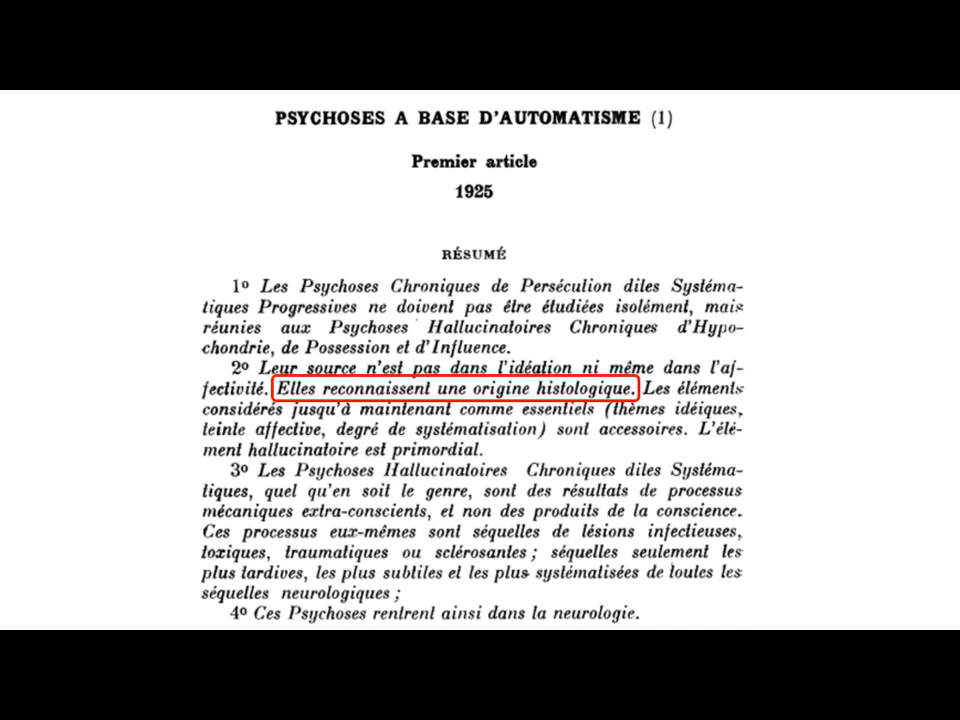 PSYCHOSES A BASE D'AUTOMATISME (1)
Premier article
1925
RÉSUMÉ
1º Les Psychoses Chroniques de Persécution dites Systéma-
tiques Progressives ne doivent pas être étudiées isolément, mais
réunies aux Psychoses Hallucinatoires Chroniques d'Hypo-
chondrie, de Possession et d'Influence.
2º Leur source n'est pas dans l'idéation ni même dans l'af-
fectivité. Elles reconnaissent une origine histologique. Les éléments
considérés jusqu'à maintenant comme essentiels (thèmes idéiques,
teinte affective, degré de systématisation) sont accessoires. L'élé-
ment hallucinatoire est primordial.
3º Les Psychoses Hallucinatoires Chroniques dites Systéma-
tiques, quel qu'en soit le genre, sont des résultats de processus
mécaniques extra-conscients, et non des produits de la conscience.
Ces processus eux-mêmes sont séquelles de lésions infectieuses,
toxiques, traumatiques ou sclérosantes ; séquelles seulement les
plus tardives, les plus subtiles et les plus systématisées de toutes les
séquelles neurologiques ;
4º Ces Psychoses rentrent ainsi dans la neurologie.